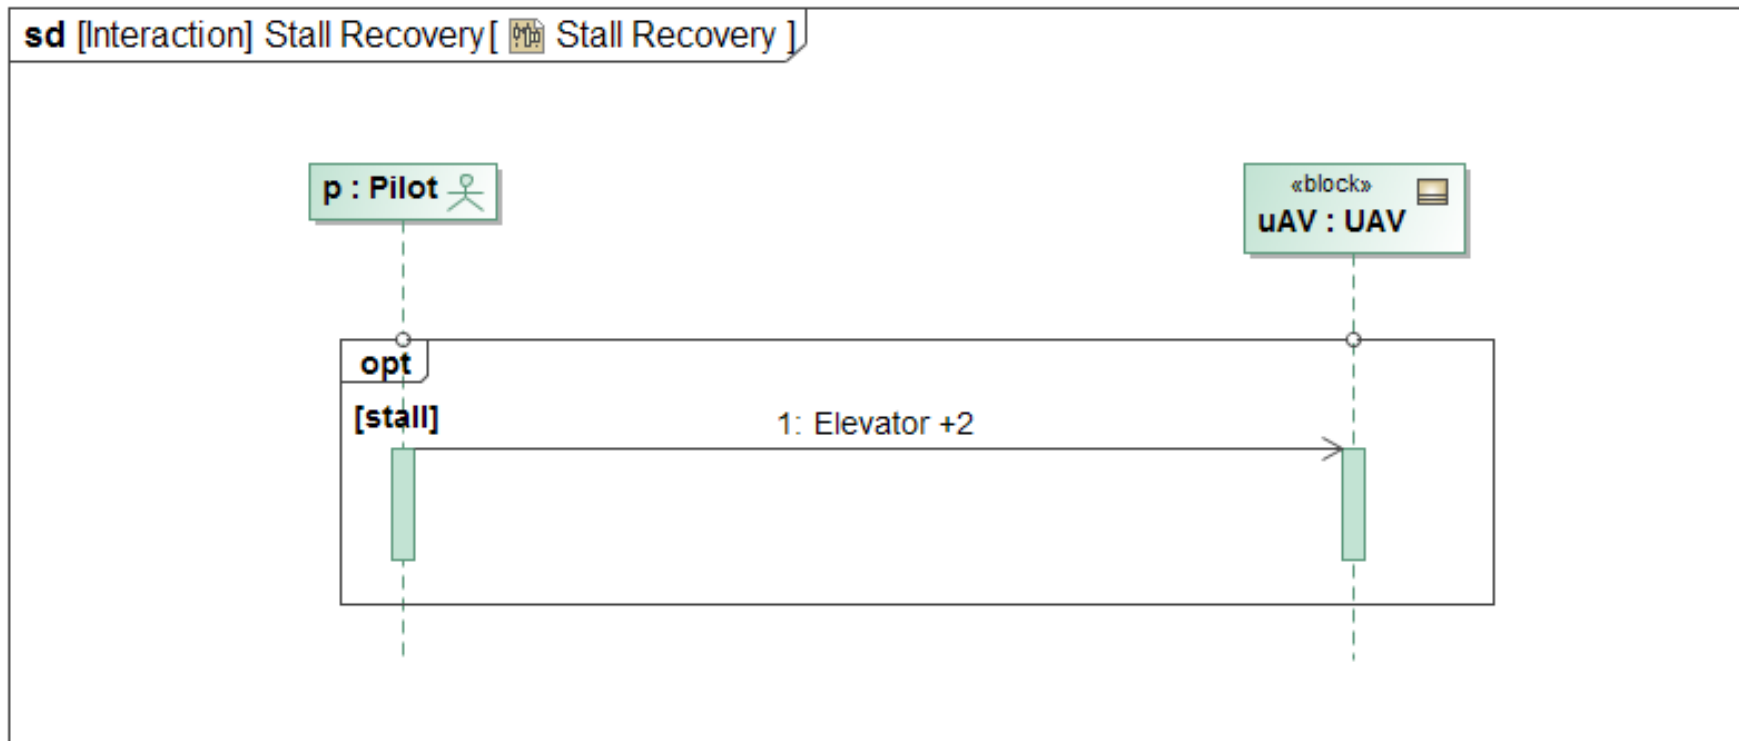 sd [Interaction] Stall Recovery[ Stall Recovery ]
p : Pilot
«block»
uAV : UAV
opt
[stall]
1: Elevator +2